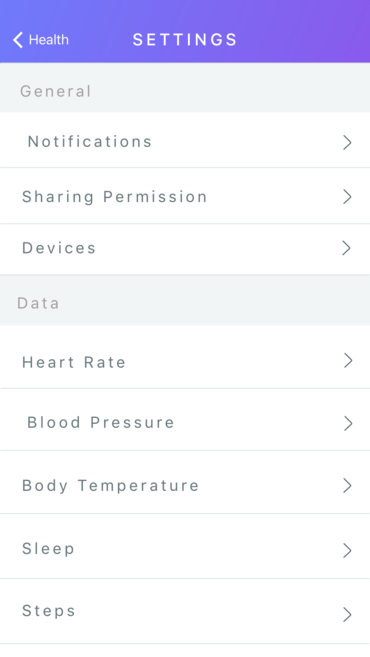 Health SETTINGS
General
Notifications
Sharing Permission
Devices
Data
Heart Rate
Blood Pressure
Body Temperature
Sleep
Steps